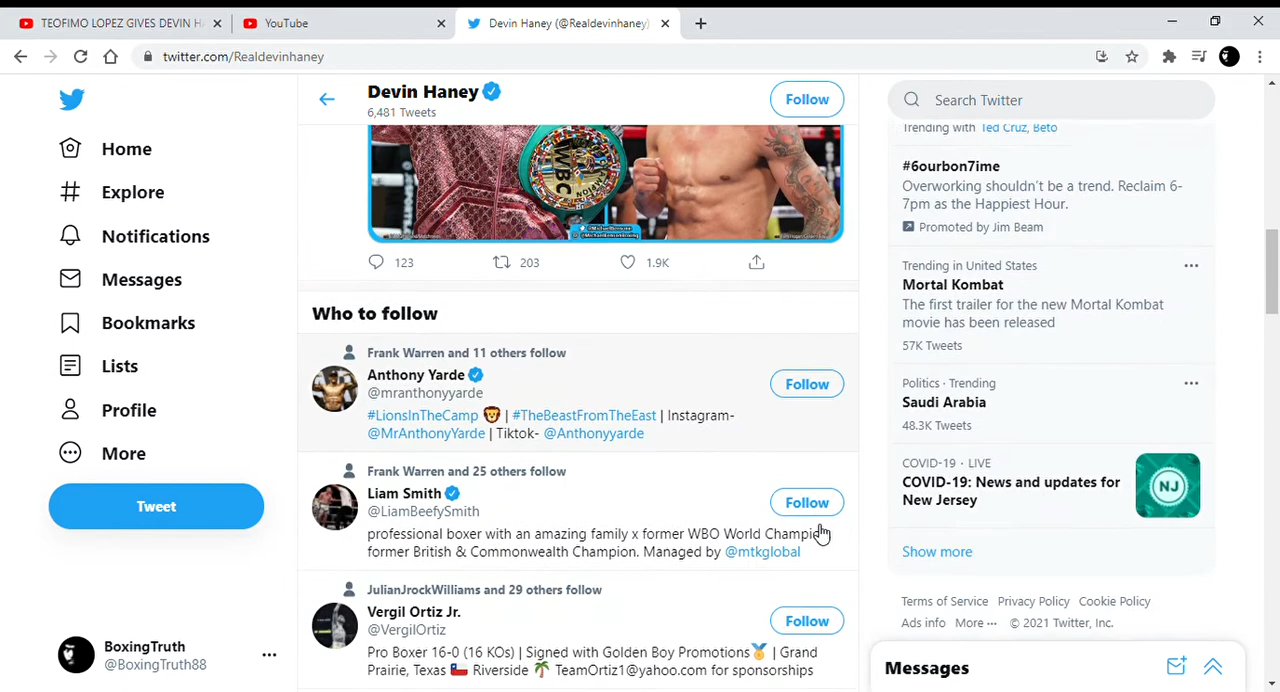 TEOFIMO LOPEZ GIVES DEVIN H
YouTube
Devin Haney (@Realdevinhaney)
twitter.com/Realdevinhaney
Home
Explore
Notifications
Messages
Bookmarks
Lists
Profile
More
Tweet
BoxingTruth
@BoxingTruth88
Devin Haney
6,481 Tweets
Follow
WBC
123
203
1.9K
Who to follow
Frank Warren and 11 others follow
Anthony Yarde
@mranthonyyarde
Follow
#LionsInTheCamp 🦁 | #TheBeastFromTheEast | Instagram-
@MrAnthonyYarde | Tiktok- @Anthonyyarde
Frank Warren and 25 others follow
Liam Smith
@LiamBeefySmith
Follow
professional boxer with an amazing family x former WBO World Champi
former British & Commonwealth Champion. Managed by @mtkglobal
JulianJrockWilliams and 29 others follow
Vergil Ortiz Jr.
@VergilOrtiz
Follow
Pro Boxer 16-0 (16 KOs) | Signed with Golden Boy Promotions🏅 | Grand
Prairie, Texas 🇨🇱 Riverside 🌴 TeamOrtiz1@yahoo.com for sponsorships
Search Twitter
Trending with Ted Cruz, Beto
#6ourbon7ime
Overworking shouldn't be a trend. Reclaim 6-
7pm as the Happiest Hour.
Promoted by Jim Beam
Trending in United States
Mortal Kombat
The first trailer for the new Mortal Kombat
movie has been released
57K Tweets
Politics · Trending
Saudi Arabia
48.3K Tweets
COVID-19 · LIVE
COVID-19: News and updates for
New Jersey
NJ
Show more
Terms of Service Privacy Policy Cookie Policy
Ads info More ··· © 2021 Twitter, Inc.
Messages